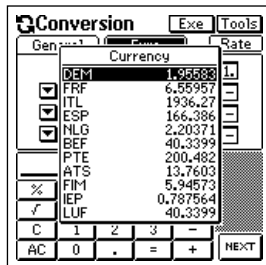 Conversion Exe Tools
Rate
Currency
DEM 1.95583
FRF 6.55957
ITL 1936.27
ESP 166.386
NLG 2.20371
BEF 40.3399
PTE 200.482
ATS 13.7603
FIM 5.94573
IEP 0.787564
LUF 40.3399
1.
%
√
C 1 2 3 −
AC 0 . = + NEXT